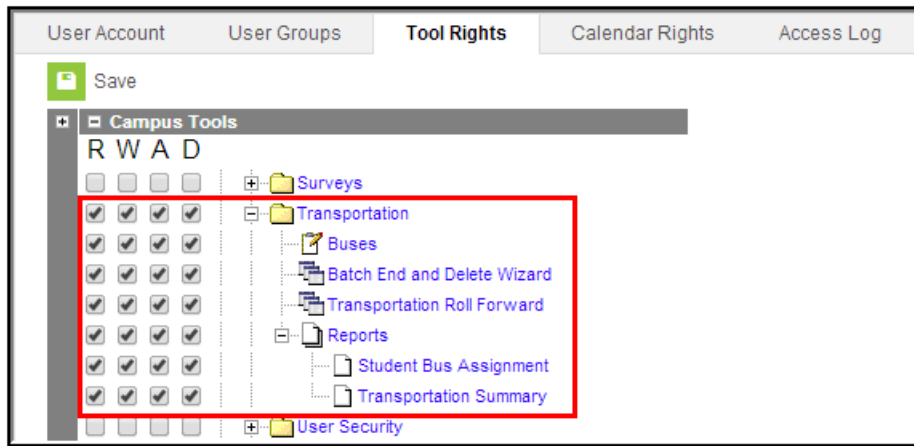 User Account User Groups Tool Rights Calendar Rights Access Log
Save
Campus Tools
R W A D
Surveys
Transportation
Buses
Batch End and Delete Wizard
Transportation Roll Forward
Reports
Student Bus Assignment
Transportation Summary
User Security